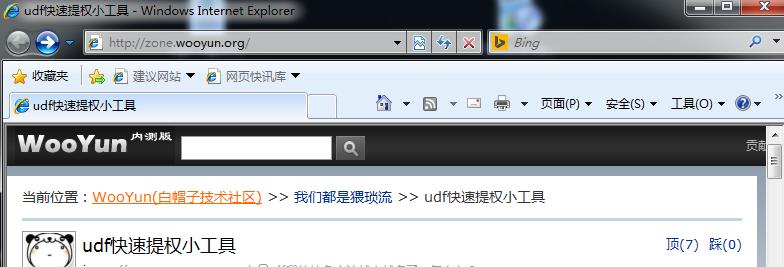 udf快速提权小工具 - Windows Internet Explorer
http://zone.wooyun.org/
Bing
收藏夹 建议网站 网页快讯库
udf快速提权小工具
页面(P) 安全(S) 工具(O)
WooYun 内测版
贡献
当前位置：WooYun(白帽子技术社区) >> 我们都是猥琐流 >> udf快速提权小工具
udf快速提权小工具
顶(7) 踩(0)